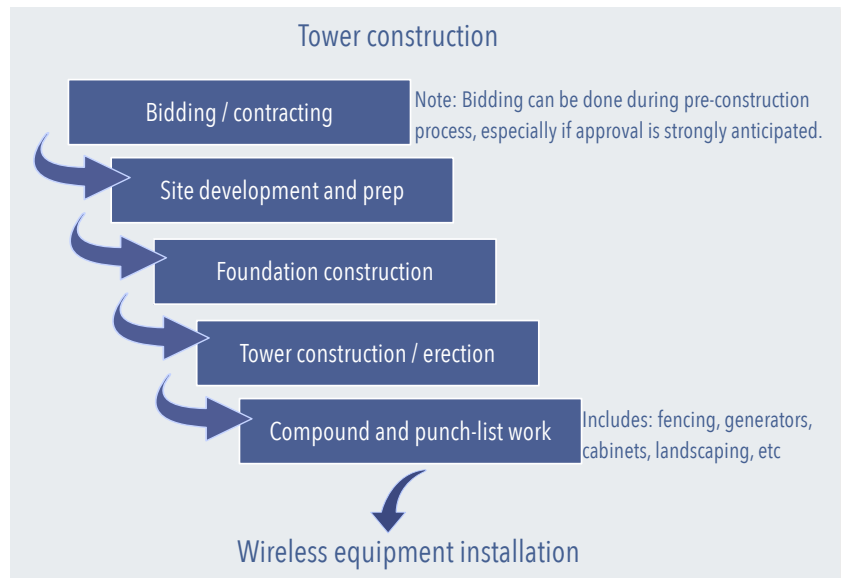 Tower construction
Bidding / contracting
Note: Bidding can be done during pre-construction
process, especially if approval is strongly anticipated.
Site development and prep
Foundation construction
Tower construction / erection
Compound and punch-list work
Includes: fencing, generators,
cabinets, landscaping, etc
Wireless equipment installation